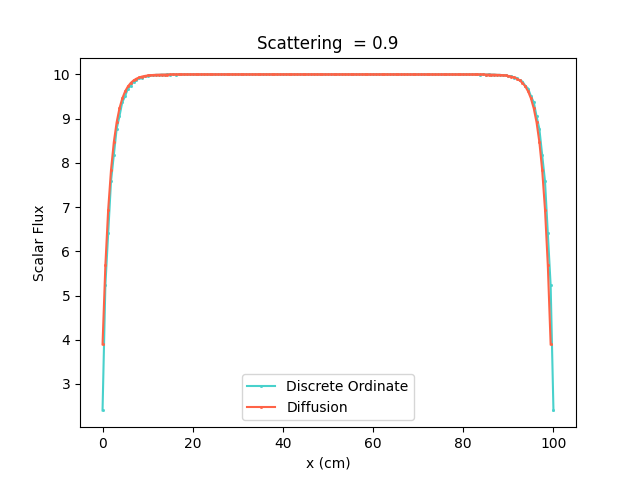 Scattering  = 0.9
10
9
8
7
6
5
4
3
Scalar Flux
Discrete Ordinate
Diffusion
0 20 40 60 80 100
x (cm)